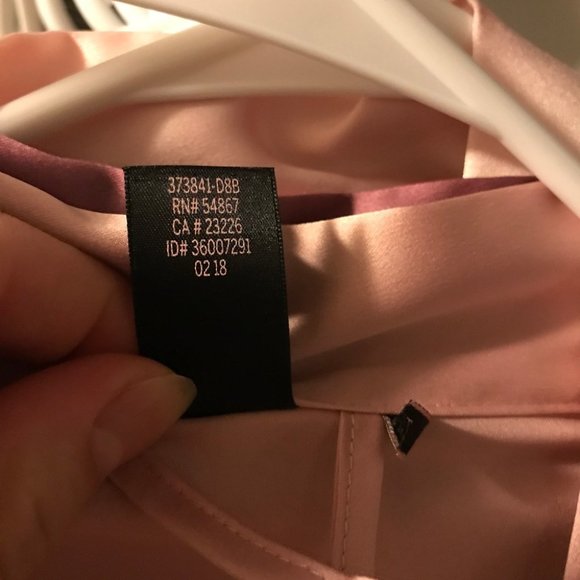 373841-D8B
RN# 54867
CA # 23226
ID# 36007291
02 18